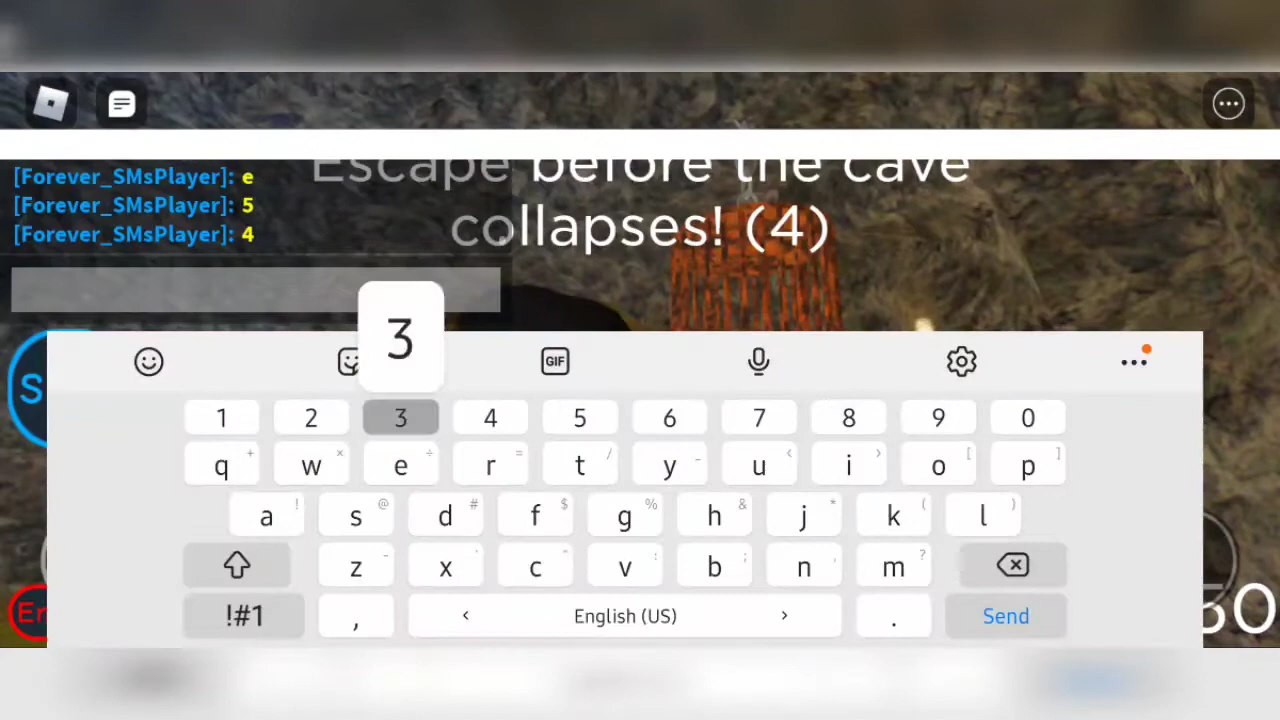 [Forever_SMsPlayer]: e
[Forever_SMsPlayer]: 5
[Forever_SMsPlayer]: 4
Escape before the cave
collapses! (4)
S
3
GIF
1 2 3 4 5 6 7 8 9 0
q + w × e ÷ r = t / y _ u < i > o [ p ]
a ! s @ d # f $ g % h & j * k ( l )
z - x ' c " v : b ; n , m ?
!#1 , < English (US) > . Send